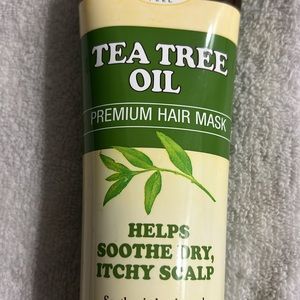 TEA TREE
OIL
PREMIUM HAIR MASK
HELPS
SOOTHE DRY,
ITCHY SCALP